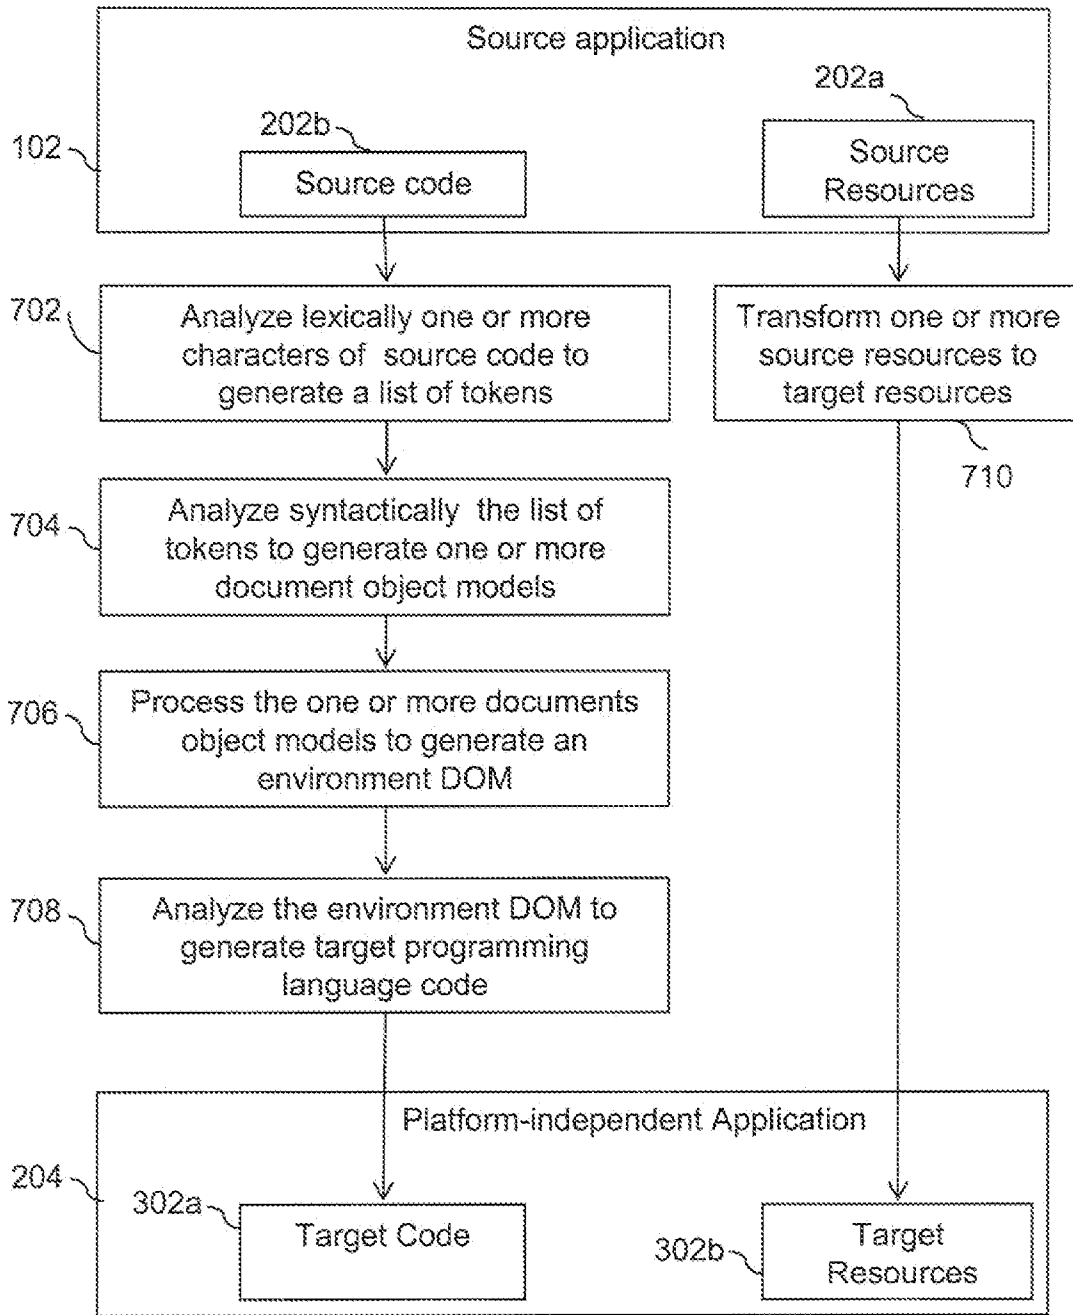 Source application
202a
202b
102
Source code
Source
Resources
702
Analyze lexically one or more
characters of source code to
generate a list of tokens
Transform one or more
source resources to
target resources
710
704
Analyze syntactically the list of
tokens to generate one or more
document object models
706
Process the one or more documents
object models to generate an
environment DOM
708
Analyze the environment DOM to
generate target programming
language code
Platform-independent Application
204
302a
Target Code
302b
Target
Resources